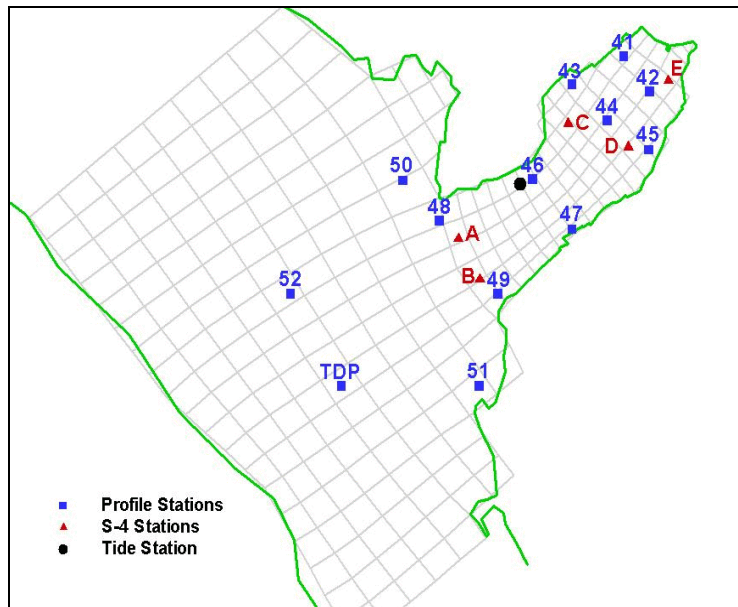 41
43
E
42
44
C
D
45
46
50
47
48
A
B
49
52
TDP
51
Profile Stations
S-4 Stations
Tide Station